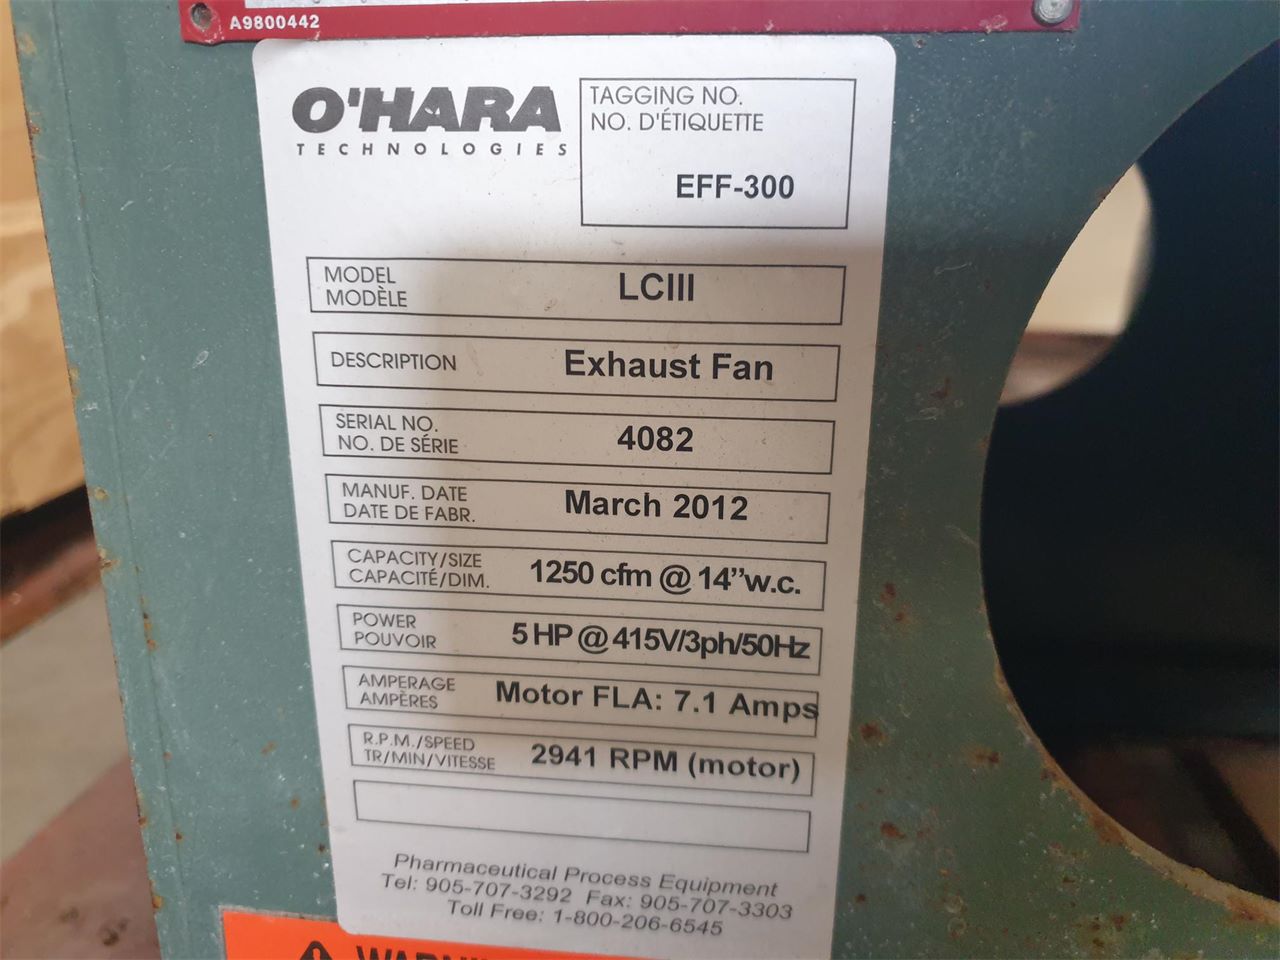 A9800442
O'HARA
TECHNOLOGIES
TAGGING NO.
NO. D'ÉTIQUETTE
EFF-300
MODEL
MODÈLE
LCIII
DESCRIPTION
Exhaust Fan
SERIAL NO.
NO. DE SÉRIE
4082
MANUF. DATE
DATE DE FABR.
March 2012
CAPACITY/SIZE
CAPACITÉ/DIM.
1250 cfm @ 14”w.c.
POWER
POUVOIR
5 HP @ 415V/3ph/50Hz
AMPERAGE
AMPÈRES
Motor FLA: 7.1 Amps
R.P.M./SPEED
TR/MIN/VITESSE
2941 RPM (motor)
Pharmaceutical Process Equipment
Tel: 905-707-3292 Fax: 905-707-3303
Toll Free: 1-800-206-6545